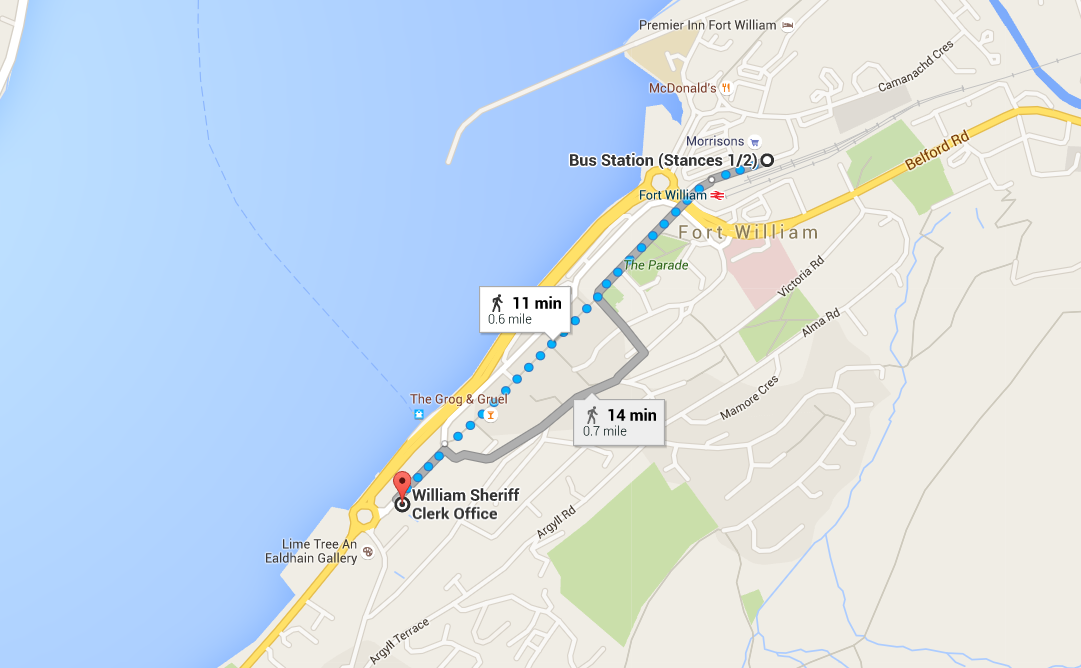 Premier Inn Fort William
Camanachd Cres
McDonald's
Morrisons
Belford Rd
Bus Station (Stances 1/2)
Fort William
Fort William
The Parade
Victoria Rd
11 min
0.6 mile
Alma Rd
Mamore Cres
The Grog & Gruel
14 min
0.7 mile
William Sheriff
Clerk Office
Argyll Rd
Lime Tree An
Ealdhain Gallery
Argyll Terrace